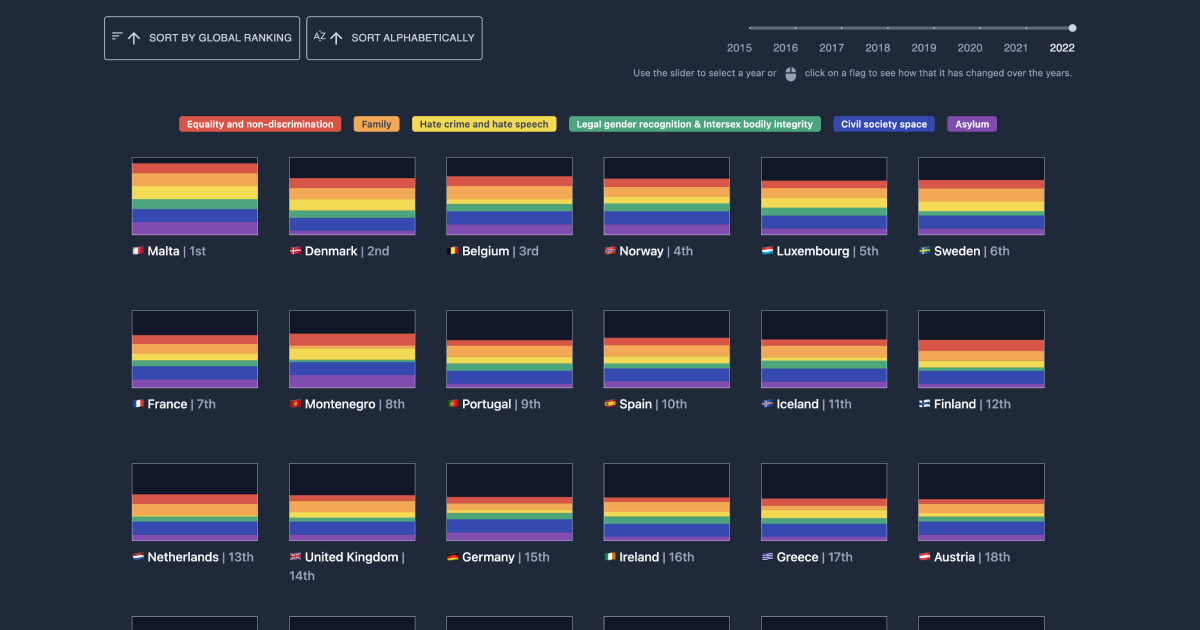 SORT BY GLOBAL RANKING
AZ SORT ALPHABETICALLY
2015 2016 2017 2018 2019 2020 2021 2022
Use the slider to select a year or click on a flag to see how that it has changed over the years.
Equality and non-discrimination Family Hate crime and hate speech Legal gender recognition & Intersex bodily integrity Civil society space Asylum
Malta | 1st Denmark | 2nd Belgium | 3rd Norway | 4th Luxembourg | 5th Sweden | 6th
France | 7th Montenegro | 8th Portugal | 9th Spain | 10th Iceland | 11th Finland | 12th
Netherlands | 13th United Kingdom | Germany | 15th Ireland | 16th Greece | 17th Austria | 18th
14th